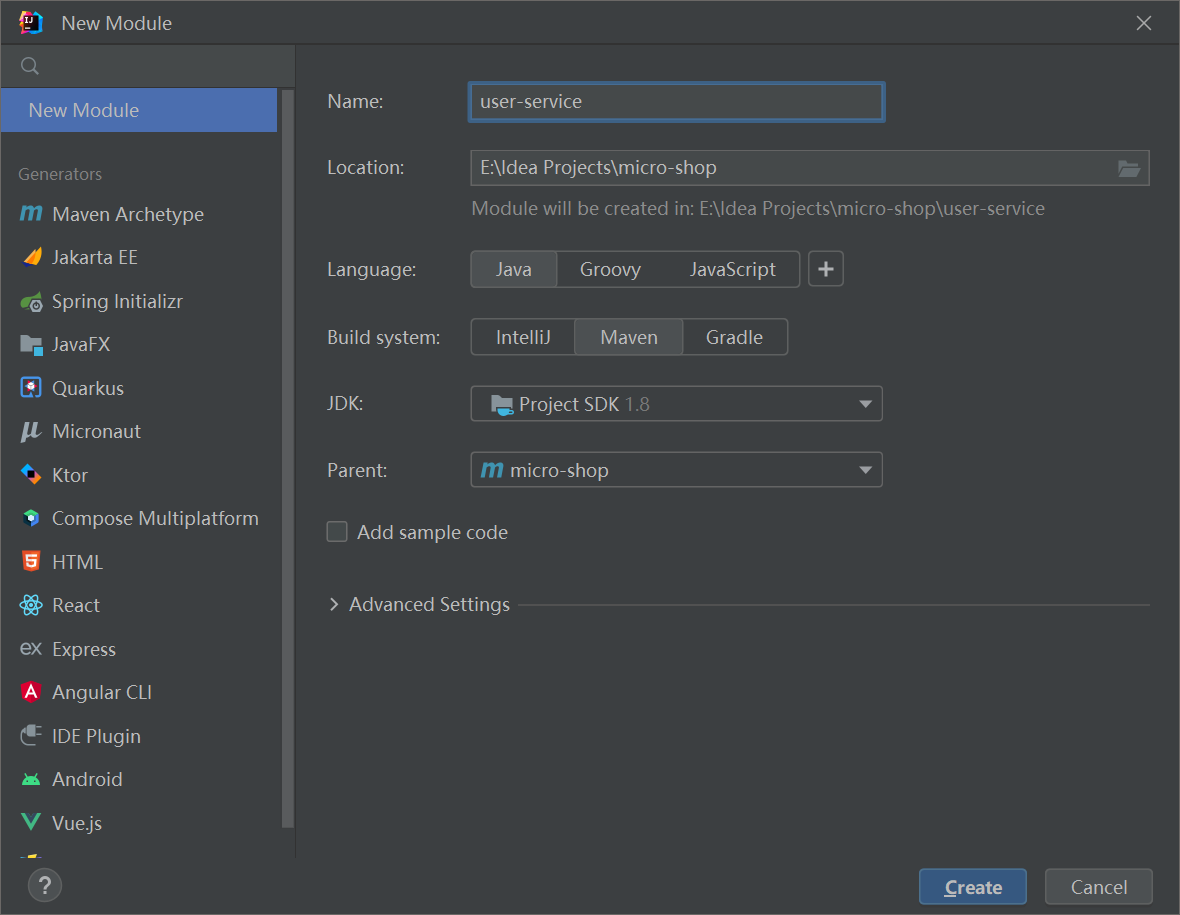 New Module
New Module
Generators
Maven Archetype
Jakarta EE
Spring Initializr
JavaFX
Quarkus
Micronaut
Ktor
Compose Multiplatform
HTML
React
Express
Angular CLI
IDE Plugin
Android
Vue.js
Name: user-service
Location: E:\Idea Projects\micro-shop
Module will be created in: E:\Idea Projects\micro-shop\user-service
Language: Java Groovy JavaScript +
Build system: IntelliJ Maven Gradle
JDK: Project SDK 1.8
Parent: micro-shop
Add sample code
Advanced Settings
? Create Cancel